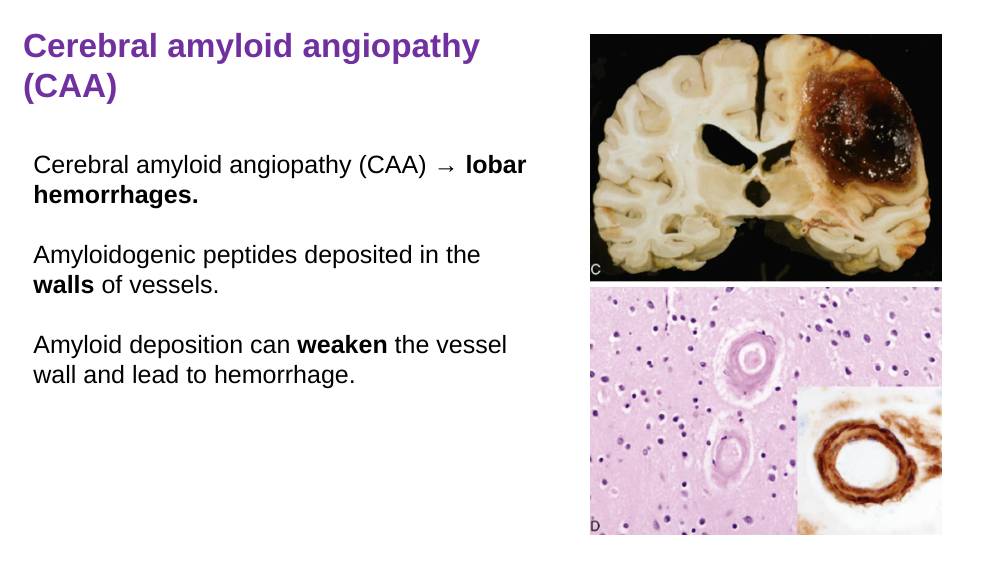 Cerebral amyloid angiopathy
(CAA)
Cerebral amyloid angiopathy (CAA) → lobar
hemorrhages.
Amyloidogenic peptides deposited in the
walls of vessels.
Amyloid deposition can weaken the vessel
wall and lead to hemorrhage.
C
D